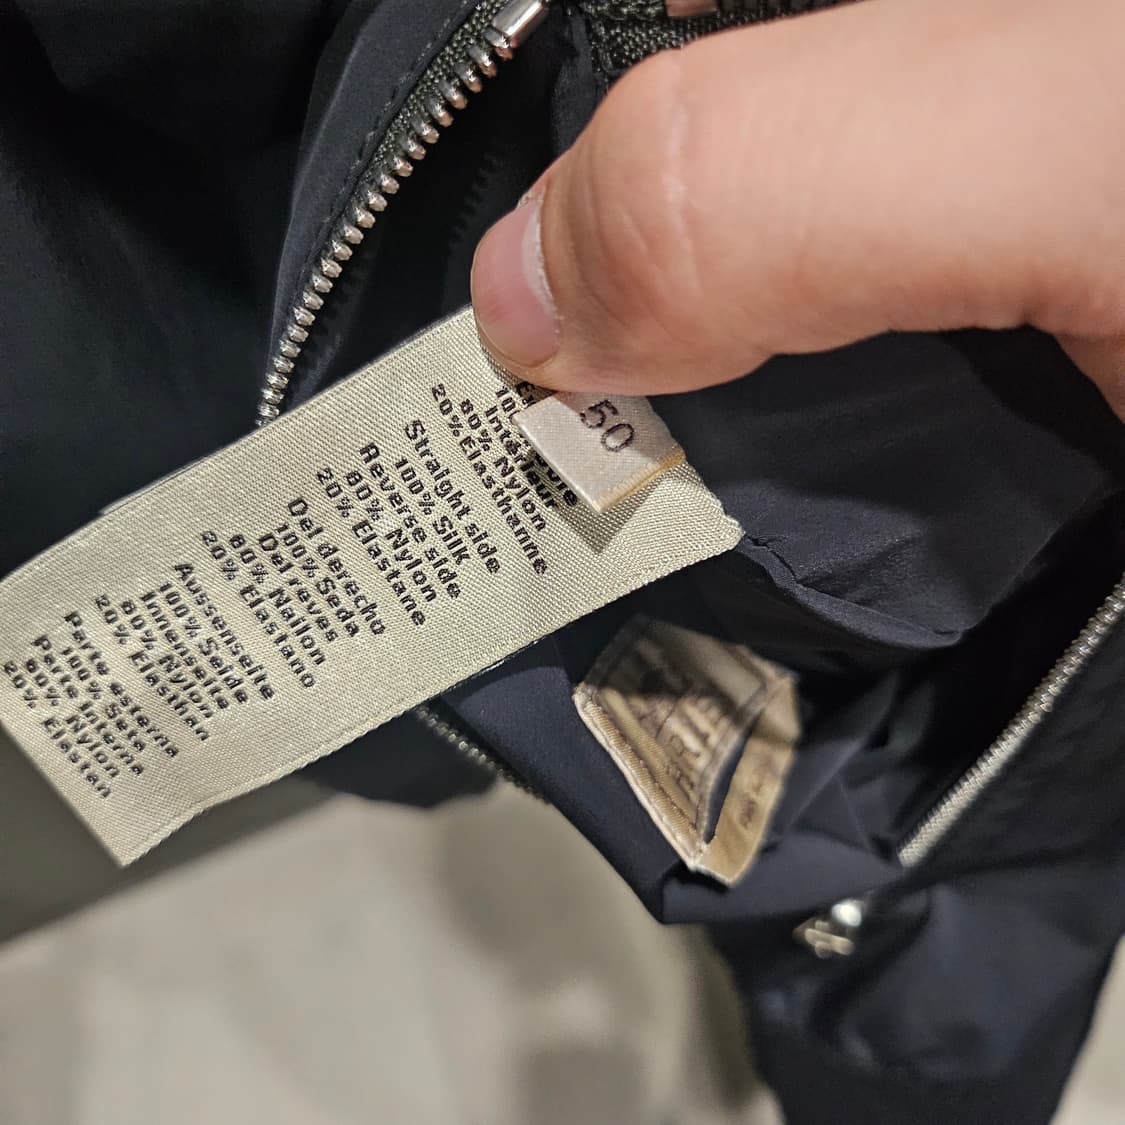 50
Intérieur
80% Nylon
20% Elasthanne
Straight side
100% Silk
Reverse side
80% Nylon
20% Elastane
Del derecho
100% Seda
Del reves
80% Nailon
20% Elastano
Aussenseite
100% Seide
Innenseite
80% Nylon
20% Elasthan
Parte esterna
100% Seta
Parte interna
80% Nylon
20% Elastan